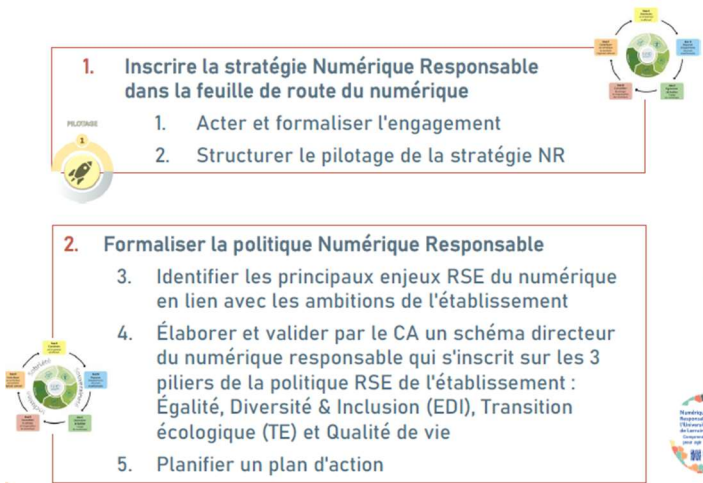 1. Inscrire la stratégie Numérique Responsable
dans la feuille de route du numérique
PILOTAGE
1
1. Acter et formaliser l'engagement
2. Structurer le pilotage de la stratégie NR
2. Formaliser la politique Numérique Responsable
3. Identifier les principaux enjeux RSE du numérique
en lien avec les ambitions de l'établissement
4. Élaborer et valider par le CA un schéma directeur
du numérique responsable qui s'inscrit sur les 3
piliers de la politique RSE de l'établissement :
Égalité, Diversité & Inclusion (EDI), Transition
écologique (TE) et Qualité de vie
5. Planifier un plan d'action